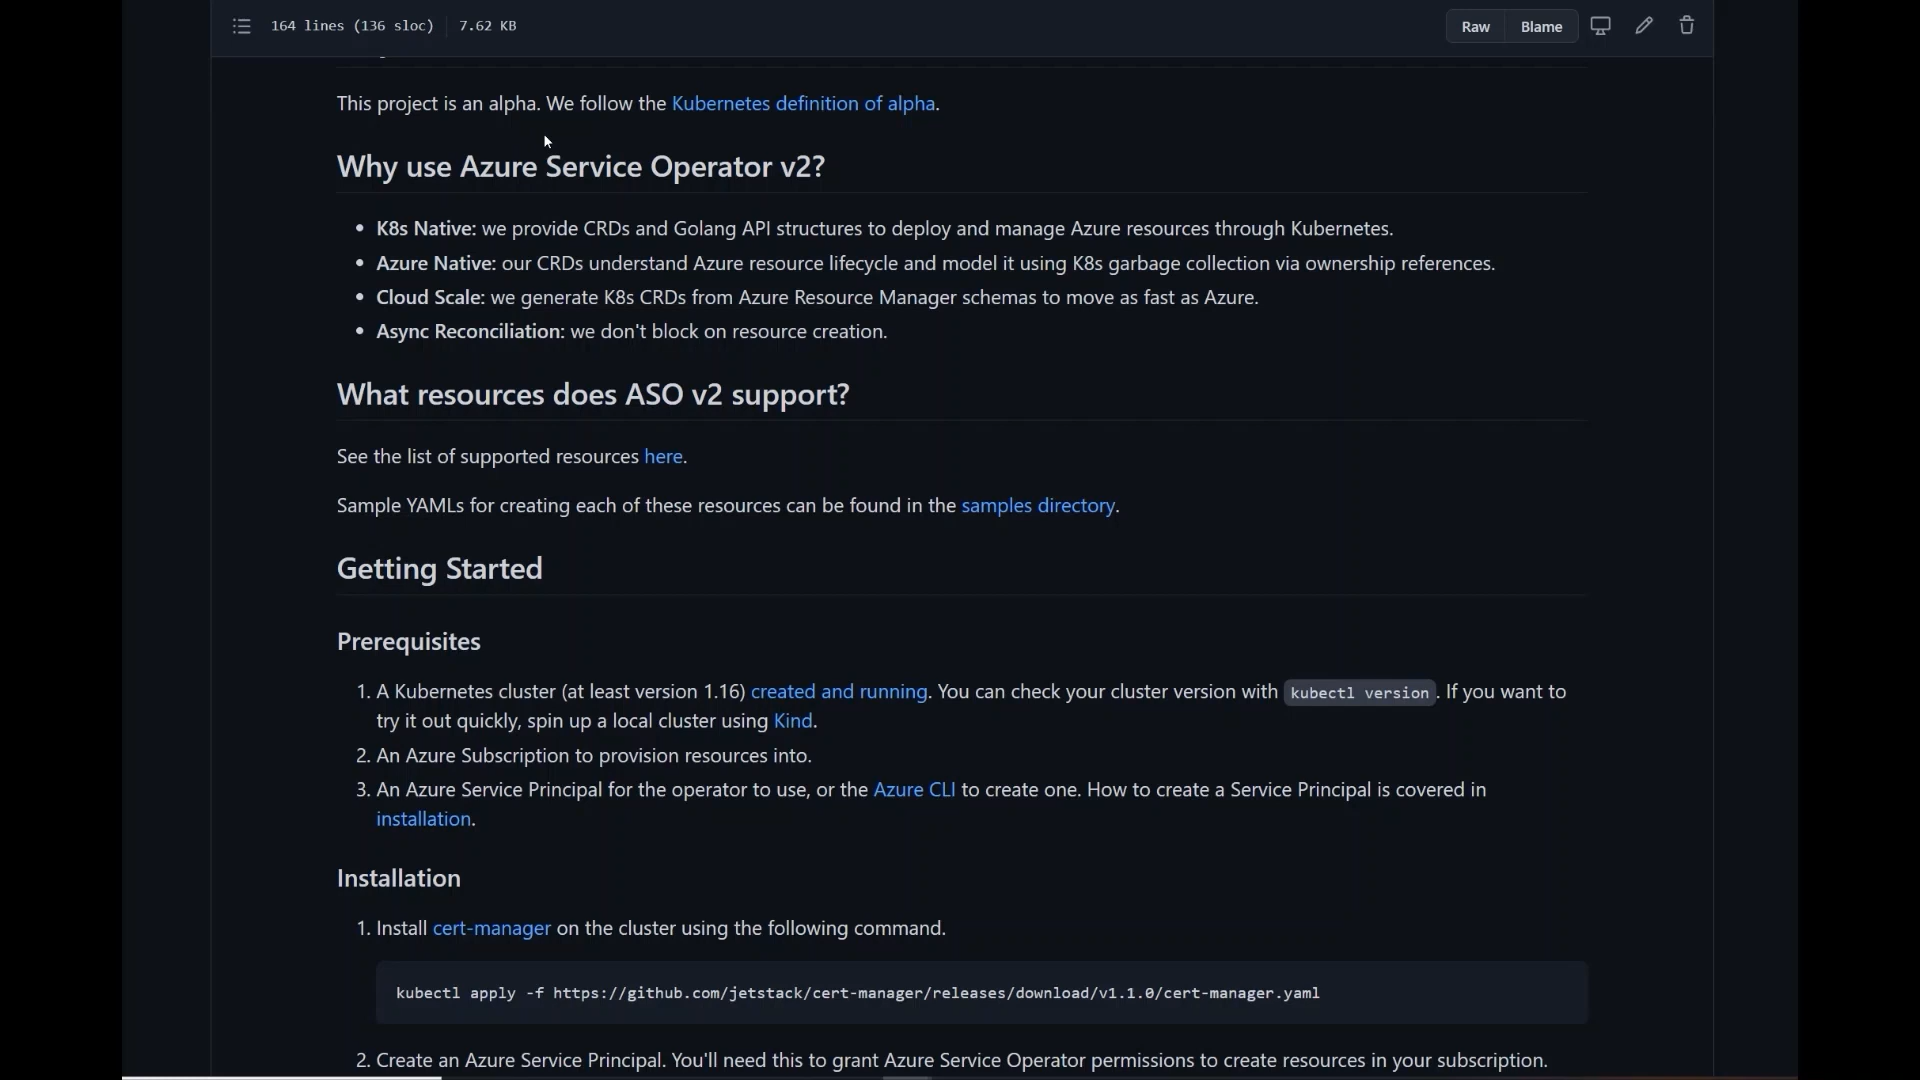 164 lines (136 sloc) 7.62 KB Raw Blame
This project is an alpha. We follow the Kubernetes definition of alpha.
Why use Azure Service Operator v2?
K8s Native: we provide CRDs and Golang API structures to deploy and manage Azure resources through Kubernetes.
Azure Native: our CRDs understand Azure resource lifecycle and model it using K8s garbage collection via ownership references.
Cloud Scale: we generate K8s CRDs from Azure Resource Manager schemas to move as fast as Azure.
Async Reconciliation: we don't block on resource creation.
What resources does ASO v2 support?
See the list of supported resources here.
Sample YAMLs for creating each of these resources can be found in the samples directory.
Getting Started
Prerequisites
1. A Kubernetes cluster (at least version 1.16) created and running. You can check your cluster version with kubectl version. If you want to
try it out quickly, spin up a local cluster using Kind.
2. An Azure Subscription to provision resources into.
3. An Azure Service Principal for the operator to use, or the Azure CLI to create one. How to create a Service Principal is covered in
installation.
Installation
1. Install cert-manager on the cluster using the following command.
kubectl apply -f https://github.com/jetstack/cert-manager/releases/download/v1.1.0/cert-manager.yaml
2. Create an Azure Service Principal. You'll need this to grant Azure Service Operator permissions to create resources in your subscription.